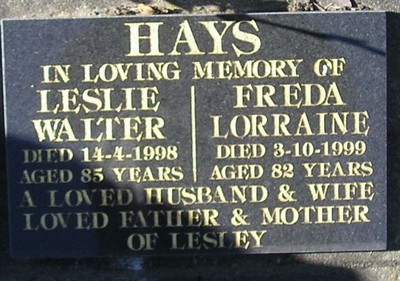 HAYS
IN LOVING MEMORY OF
LESLIE
WALTER
DIED 14-4-1998
AGED 85 YEARS
FREDA
LORRAINE
DIED 3-10-1999
AGED 82 YEARS
A LOVED HUSBAND & WIFE
LOVED FATHER & MOTHER
OF LESLEY